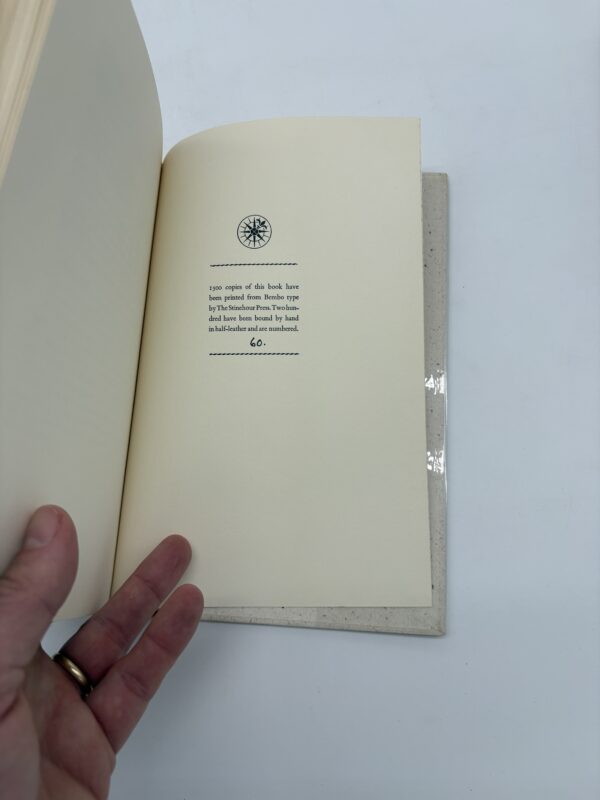 1500 copies of this book have
been printed from Bembo type
by The Stinehour Press. Two hun-
dred have been bound by hand
in half-leather and are numbered.
60.